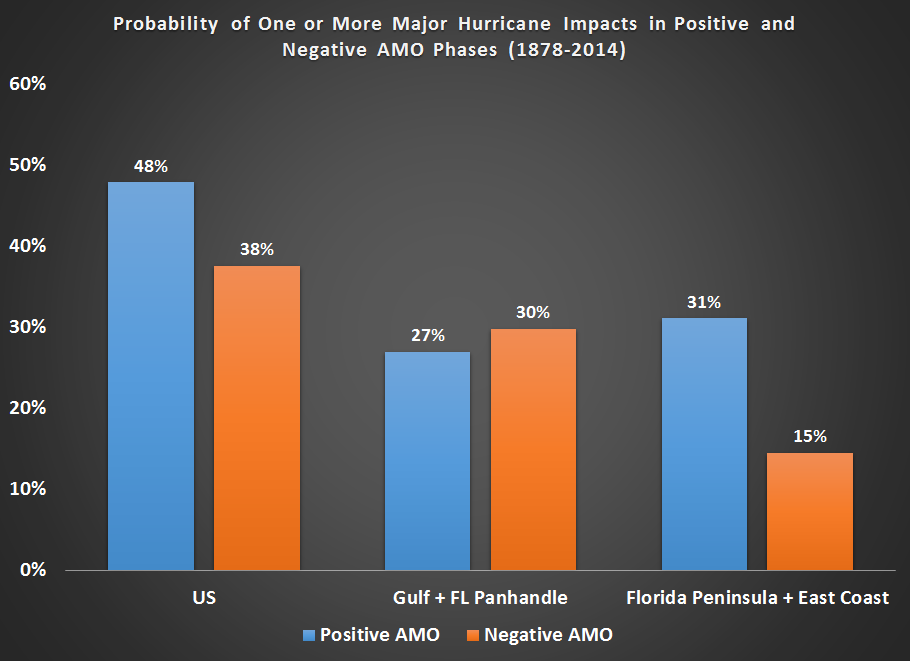 Probability of One or More Major Hurricane Impacts in Positive and
Negative AMO Phases (1878-2014)
60%
50%
40%
30%
20%
10%
0%
48%
38%
27%
30%
31%
15%
US
Gulf + FL Panhandle
Florida Peninsula + East Coast
Positive AMO
Negative AMO